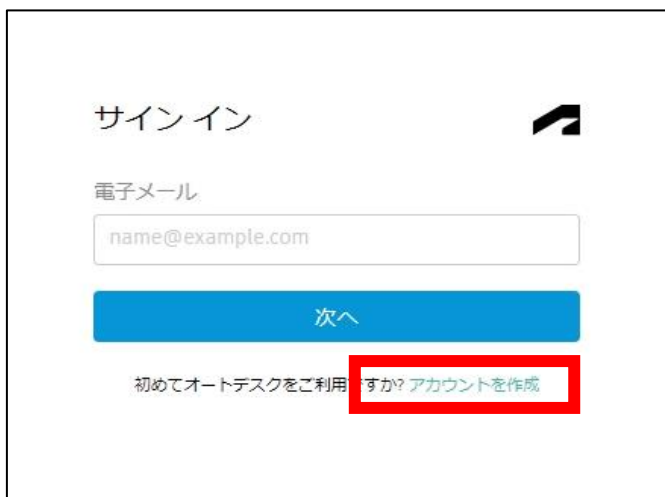 サイン イン
電子メール
name@example.com
次へ
初めてオートデスクをご利用ですか? アカウントを作成